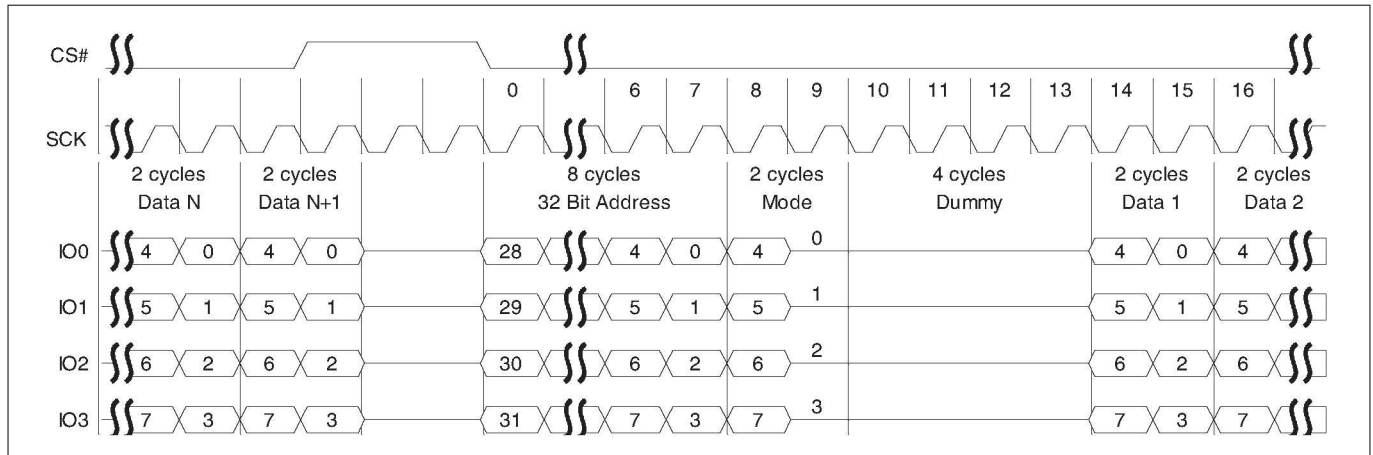 CS#
0 6 7 8 9 10 11 12 13 14 15 16
SCK
2 cycles 2 cycles 8 cycles 2 cycles 4 cycles 2 cycles 2 cycles
Data N Data N+1 32 Bit Address Mode Dummy Data 1 Data 2
IO0 4 0 4 0 28 4 0 4 0 4 0 4
IO1 5 1 5 1 29 5 1 5 1 5 1 5
IO2 6 2 6 2 30 6 2 6 2 6 2 6
IO3 7 3 7 3 31 7 3 7 3 7 3 7